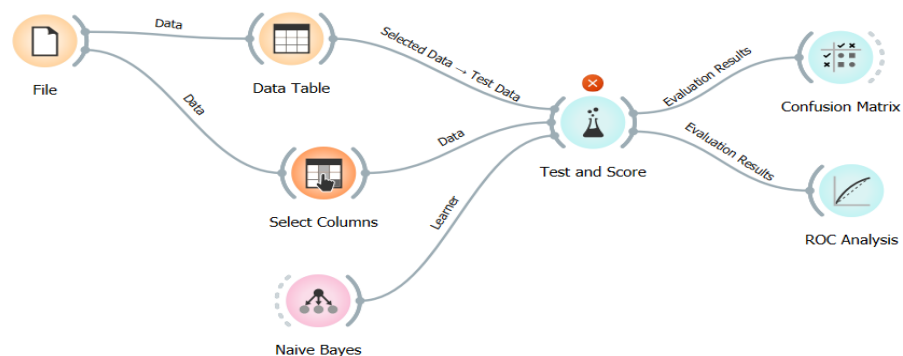 Data
File
Data Table
Selected Data → Test Data
Data
Select Columns
Data
Learner
Naive Bayes
Test and Score
Evaluation Results
Confusion Matrix
Evaluation Results
ROC Analysis